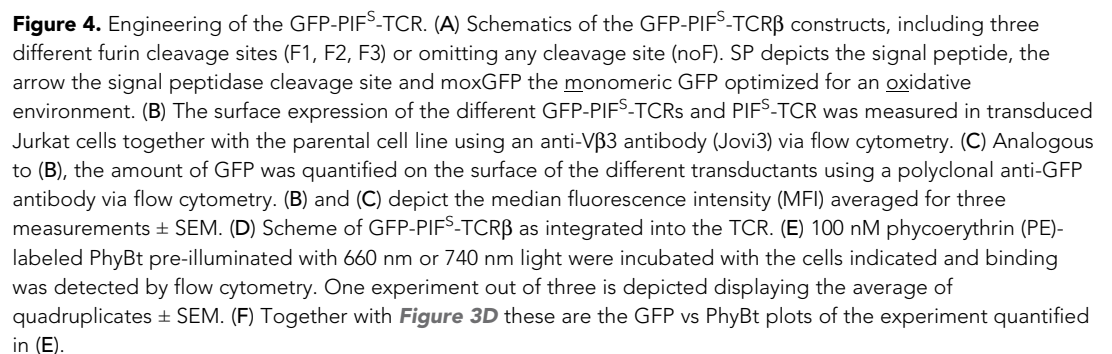 Figure 4. Engineering of the GFP-PIFS-TCR. (A) Schematics of the GFP-PIFS-TCRβ constructs, including three
different furin cleavage sites (F1, F2, F3) or omitting any cleavage site (noF). SP depicts the signal peptide, the
arrow the signal peptidase cleavage site and moxGFP the monomeric GFP optimized for an oxidative
environment. (B) The surface expression of the different GFP-PIFS-TCRs and PIFS-TCR was measured in transduced
Jurkat cells together with the parental cell line using an anti-Vβ3 antibody (Jovi3) via flow cytometry. (C) Analogous
to (B), the amount of GFP was quantified on the surface of the different transductants using a polyclonal anti-GFP
antibody via flow cytometry. (B) and (C) depict the median fluorescence intensity (MFI) averaged for three
measurements ± SEM. (D) Scheme of GFP-PIFS-TCRβ as integrated into the TCR. (E) 100 nM phycoerythrin (PE)-
labeled PhyBt pre-illuminated with 660 nm or 740 nm light were incubated with the cells indicated and binding
was detected by flow cytometry. One experiment out of three is depicted displaying the average of
quadruplicates ± SEM. (F) Together with Figure 3D these are the GFP vs PhyBt plots of the experiment quantified
in (E).